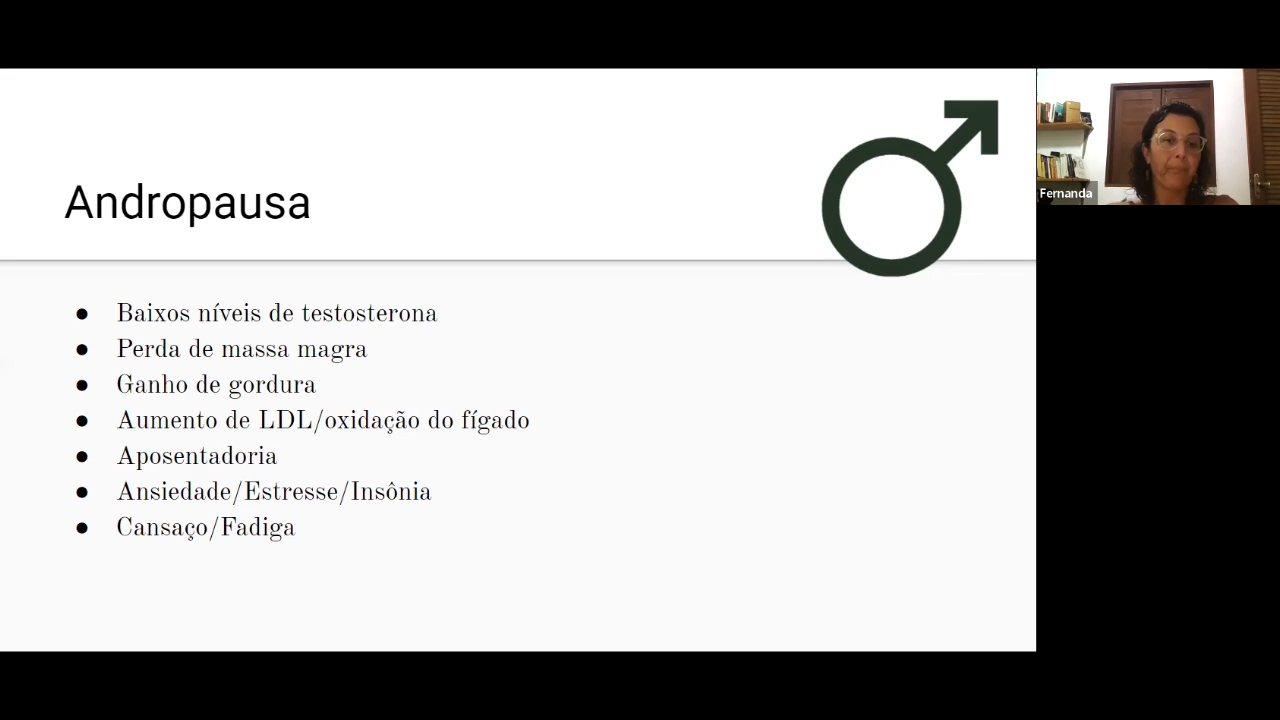 Andropausa
Baixos níveis de testosterona
Perda de massa magra
Ganho de gordura
Aumento de LDL/oxidação do fígado
Aposentadoria
Ansiedade/Estresse/Insônia
Cansaço/Fadiga
Fernanda